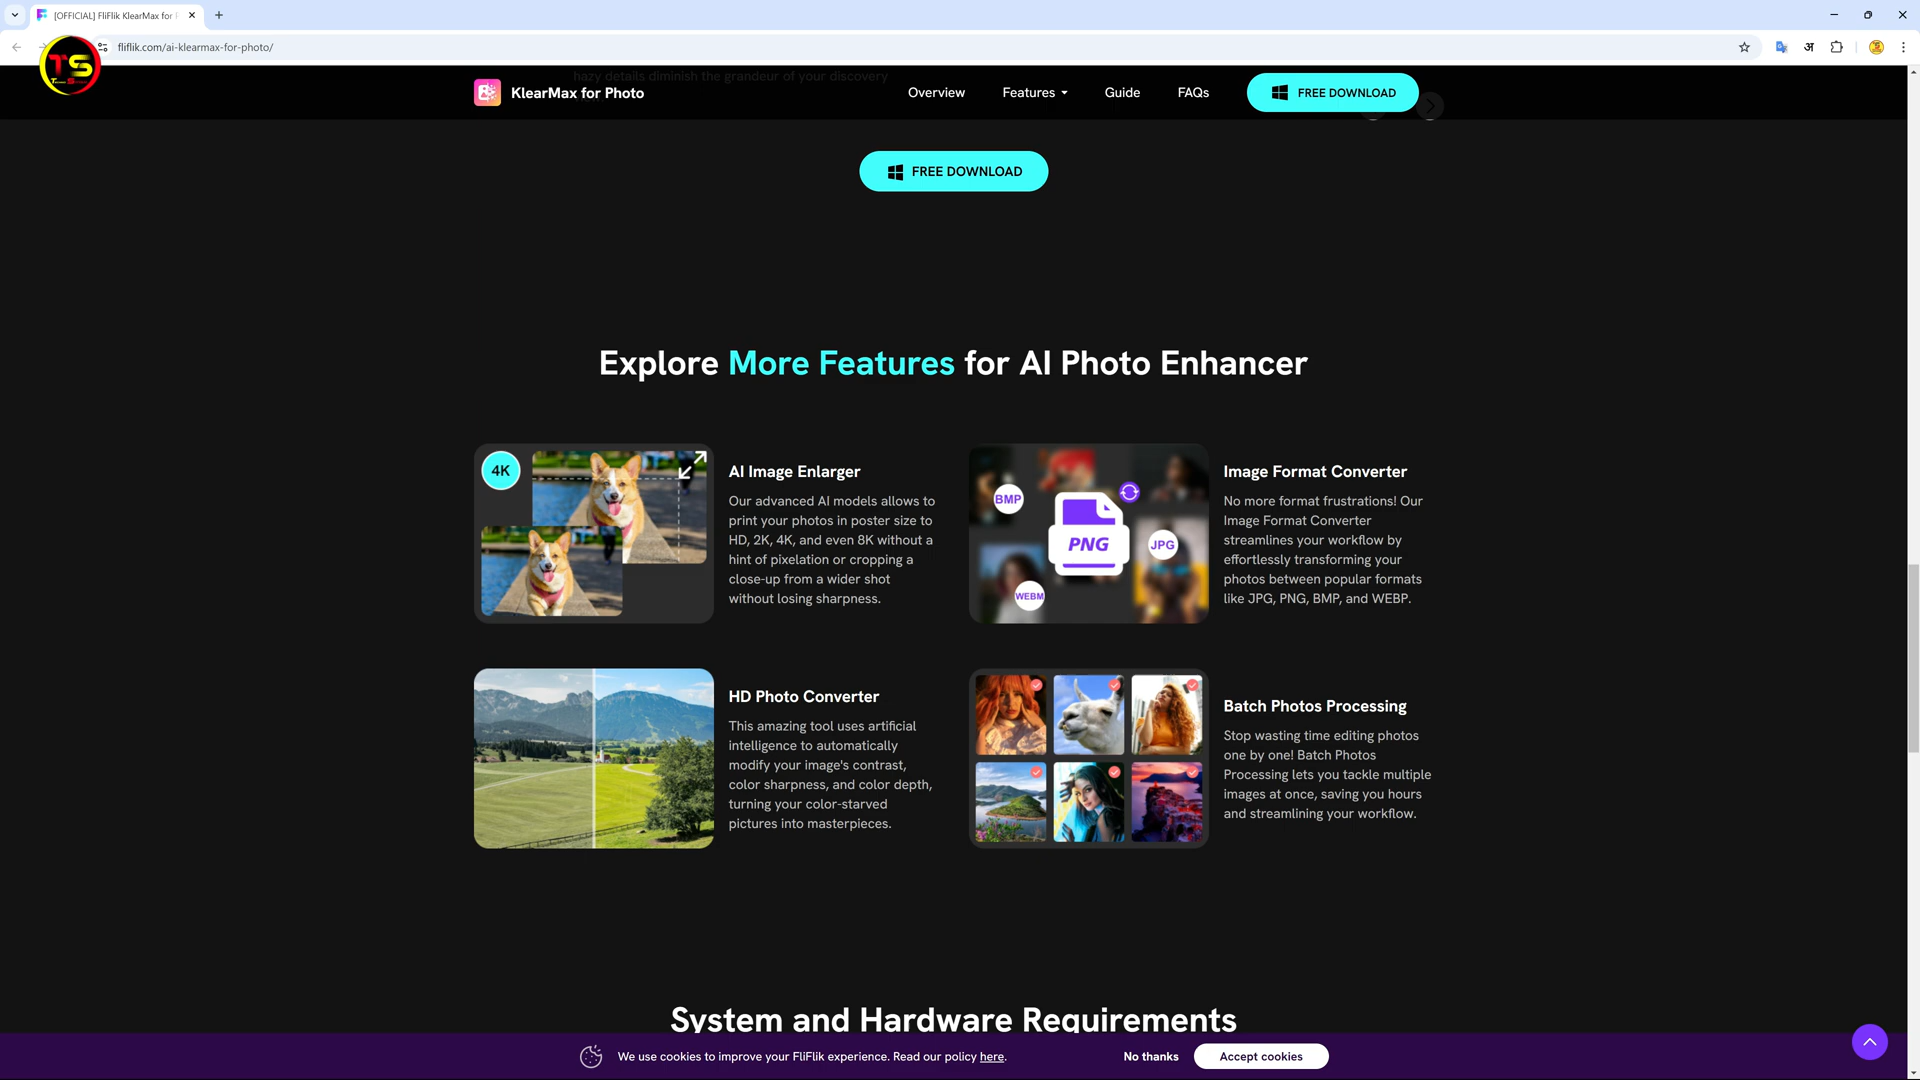 [OFFICIAL] FliFlik KlearMax for
fliflik.com/ai-klearmax-for-photo/
अ
TS
hazy details diminish the grandeur of your discovery
KlearMax for Photo
Overview
Features
Guide
FAQs
FREE DOWNLOAD
FREE DOWNLOAD
Explore More Features for AI Photo Enhancer
4K
AI Image Enlarger
Our advanced AI models allows to
print your photos in poster size to
HD, 2K, 4K, and even 8K without a
hint of pixelation or cropping a
close-up from a wider shot
without losing sharpness.
BMP
PNG
JPG
WEBM
Image Format Converter
No more format frustrations! Our
Image Format Converter
streamlines your workflow by
effortlessly transforming your
photos between popular formats
like JPG, PNG, BMP, and WEBP.
HD Photo Converter
This amazing tool uses artificial
intelligence to automatically
modify your image's contrast,
color sharpness, and color depth,
turning your color-starved
pictures into masterpieces.
Batch Photos Processing
Stop wasting time editing photos
one by one! Batch Photos
Processing lets you tackle multiple
images at once, saving you hours
and streamlining your workflow.
System and Hardware Requirements
We use cookies to improve your FliFlik experience. Read our policy here.
No thanks
Accept cookies